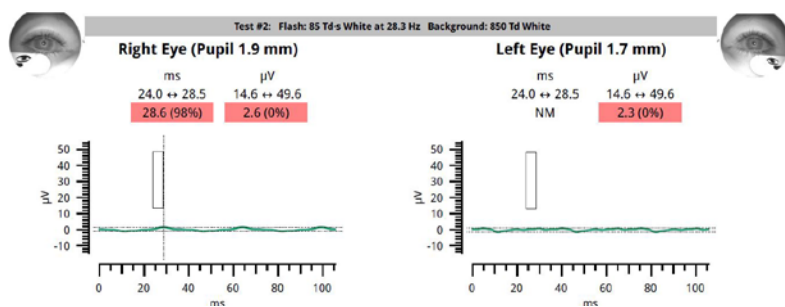 Test #2: Flash: 85 Td·s White at 28.3 Hz Background: 850 Td White
Right Eye (Pupil 1.9 mm)
ms µV
24.0 ↔ 28.5 14.6 ↔ 49.6
28.6 (98%) 2.6 (0%)
50
40
30
20
10
0
-10
µV
0 20 40 60 80 100
ms
Left Eye (Pupil 1.7 mm)
ms µV
24.0 ↔ 28.5 14.6 ↔ 49.6
NM 2.3 (0%)
50
40
30
20
10
0
-10
µV
0 20 40 60 80 100
ms